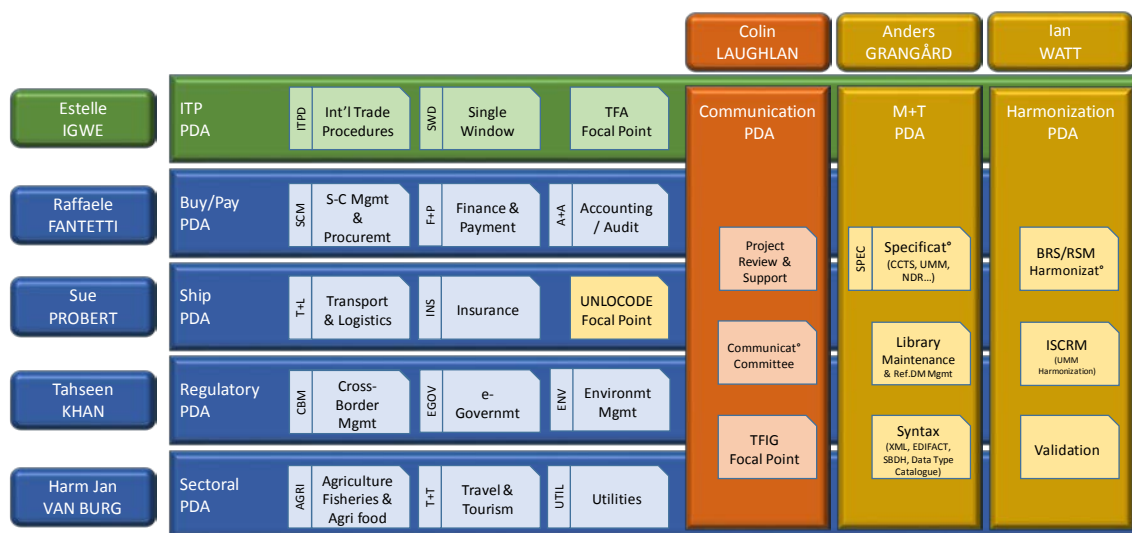 Colin
LAUGHLAN
Anders
GRANGÅRD
Ian
WATT
Estelle
IGWE
ITP
PDA
ITPD
Int'l Trade
Procedures
SWD
Single
Window
TFA
Focal Point
Communication
PDA
M+T
PDA
Harmonization
PDA
Raffaele
FANTETTI
Buy/Pay
PDA
SCM
S-C Mgmt
&
Procuremt
F+P
Finance &
Payment
A+A
Accounting
/ Audit
Project
Review &
Support
SPEC
Specificat°
(CCTS, UMM,
NDR...)
BRS/RSM
Harmonizat°
Sue
PROBERT
Ship
PDA
T+L
Transport
& Logistics
INS
Insurance
UNLOCODE
Focal Point
Communicat°
Committee
Library
Maintenance
& Ref.DM Mgmt
ISCRM
(UMM
Harmonization)
Tahseen
KHAN
Regulatory
PDA
CBM
Cross-
Border
Mgmt
EGOV
e-
Governmt
ENV
Environmt
Mgmt
TFIG
Focal Point
Syntax
(XML, EDIFACT,
SBDH, Data Type
Catalogue)
Validation
Harm Jan
VAN BURG
Sectoral
PDA
AGRI
Agriculture
Fisheries &
Agri food
T+T
Travel &
Tourism
UTIL
Utilities